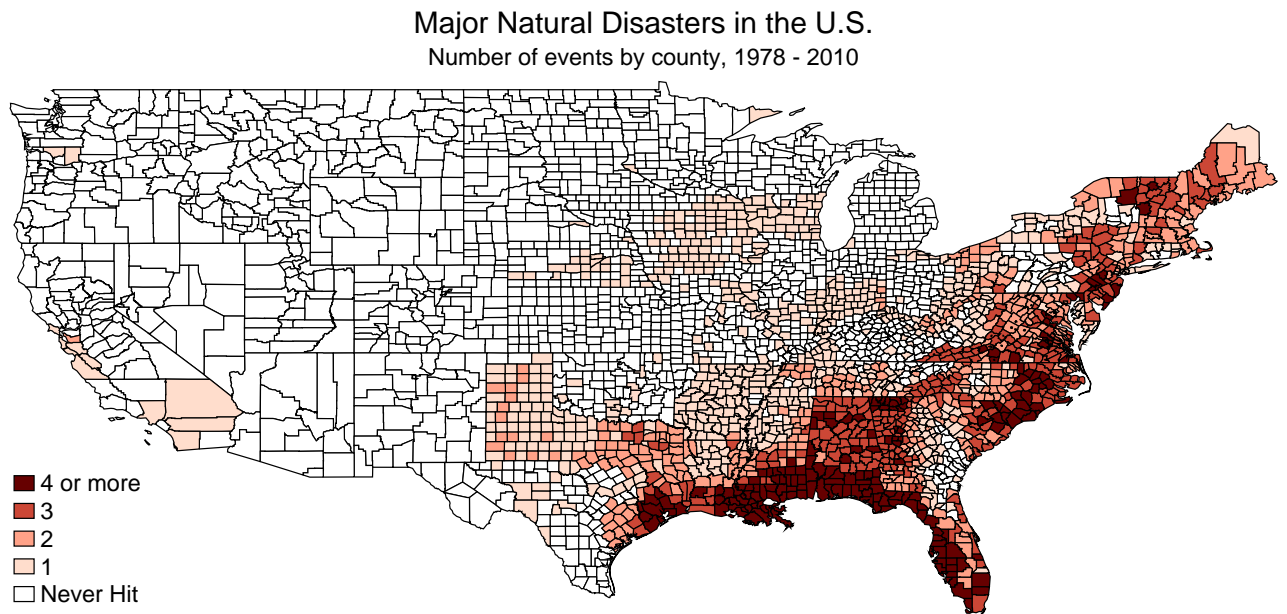 Major Natural Disasters in the U.S.
Number of events by county, 1978 - 2010
4 or more
3
2
1
Never Hit